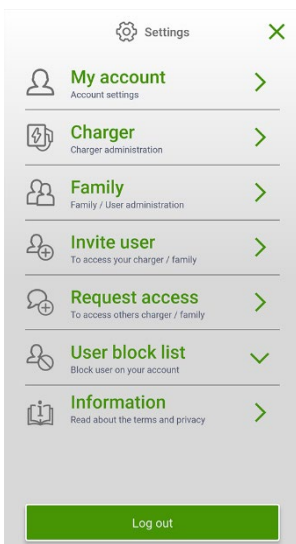 Settings
My account
Account settings
Charger
Charger administration
Family
Family / User administration
Invite user
To access your charger / family
Request access
To access others charger / family
User block list
Block user on your account
Information
Read about the terms and privacy
Log out